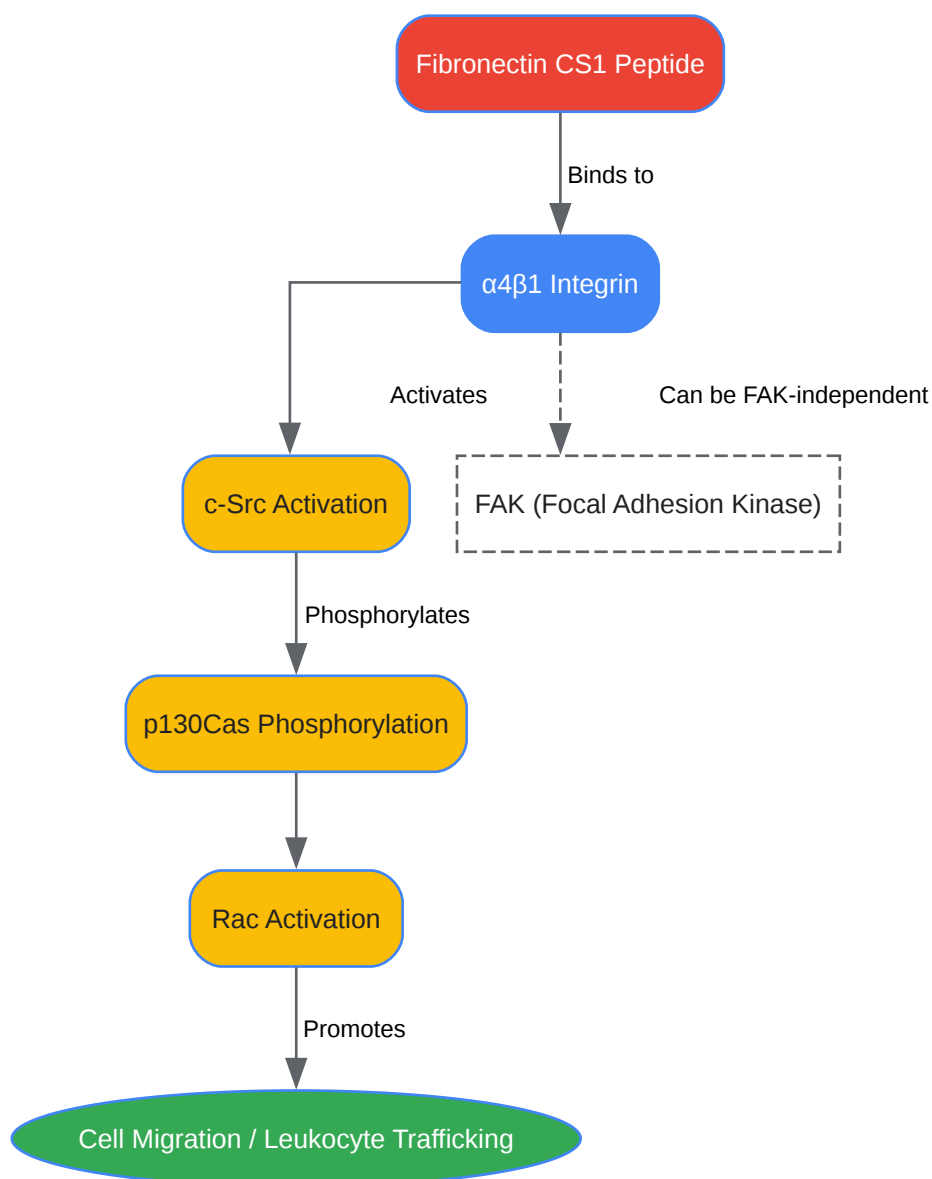 Fibronectin CS1 Peptide
Binds to
α4β1 Integrin
Activates
Can be FAK-independent
c-Src Activation
FAK (Focal Adhesion Kinase)
Phosphorylates
p130Cas Phosphorylation
Rac Activation
Promotes
Cell Migration / Leukocyte Trafficking